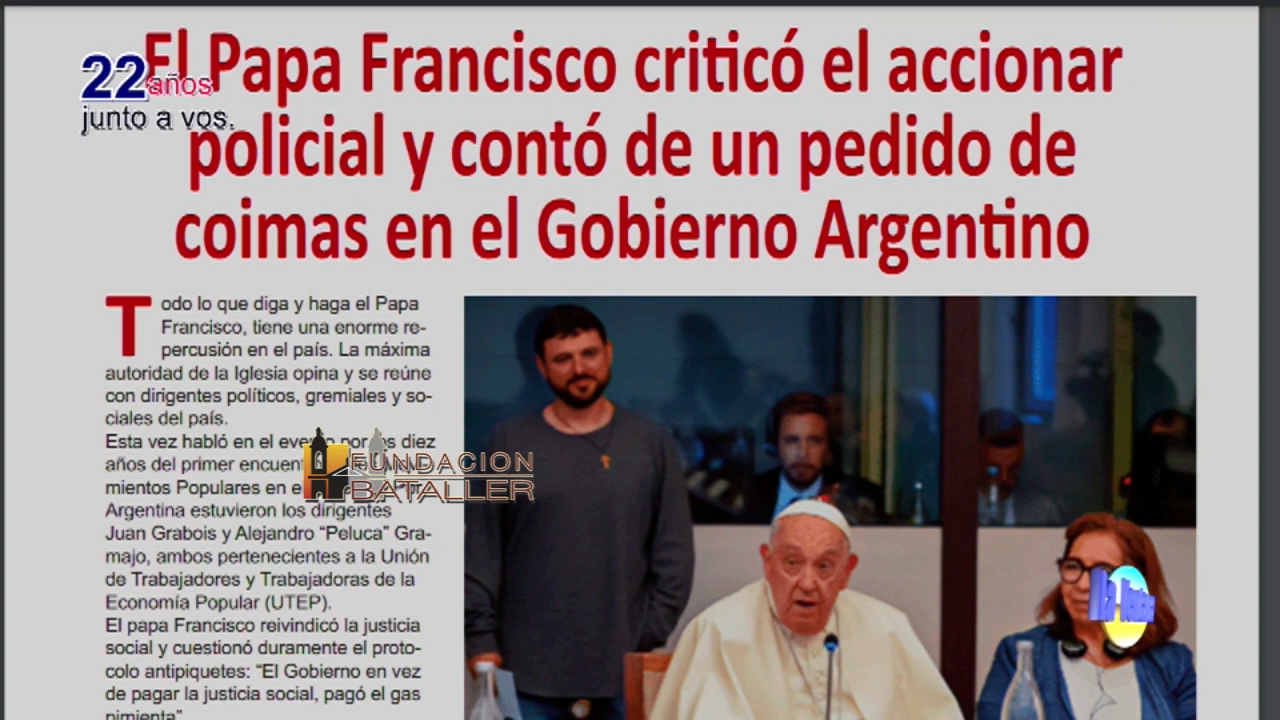 El Papa Francisco criticó el accionar
policial y contó de un pedido de
coimas en el Gobierno Argentino
22 años
junto a vos.
Todo lo que diga y haga el Papa
Francisco, tiene una enorme re-
percusión en el país. La máxima
autoridad de la Iglesia opina y se reúne
con dirigentes políticos, gremiales y so-
ciales del país.
Esta vez habló en el evento por los diez
años del primer encuen
mientos Populares en e
Argentina estuvieron los dirigentes
Juan Grabois y Alejandro “Peluca” Gra-
majo, ambos pertenecientes a la Unión
de Trabajadores y Trabajadoras de la
Economía Popular (UTEP).
El papa Francisco reivindicó la justicia
social y cuestionó duramente el proto-
colo antipiquetes: “El Gobierno en vez
de pagar la justicia social, pagó el gas
pimienta”
FUNDACION
BATALLER